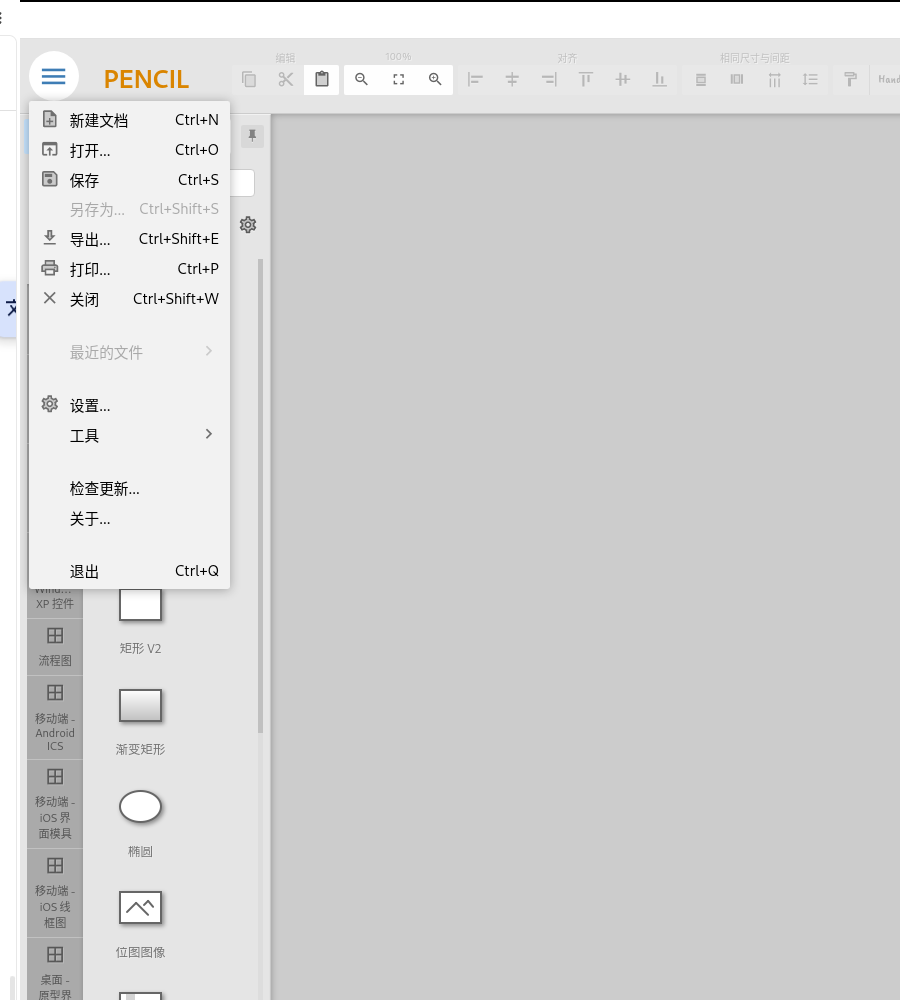 编辑
100%
对齐
相同尺寸与间距
PENCIL
新建文档 Ctrl+N
打开... Ctrl+O
保存 Ctrl+S
另存为... Ctrl+Shift+S
导出... Ctrl+Shift+E
打印... Ctrl+P
关闭 Ctrl+Shift+W
最近的文件
设置...
工具
检查更新...
关于...
退出 Ctrl+Q
XP 控件
流程图
移动端 -
Android
ICS
移动端 -
iOS 界
面模具
移动端 -
iOS 线
框图
桌面 -
原型界
矩形 V2
渐变矩形
椭圆
位图图像